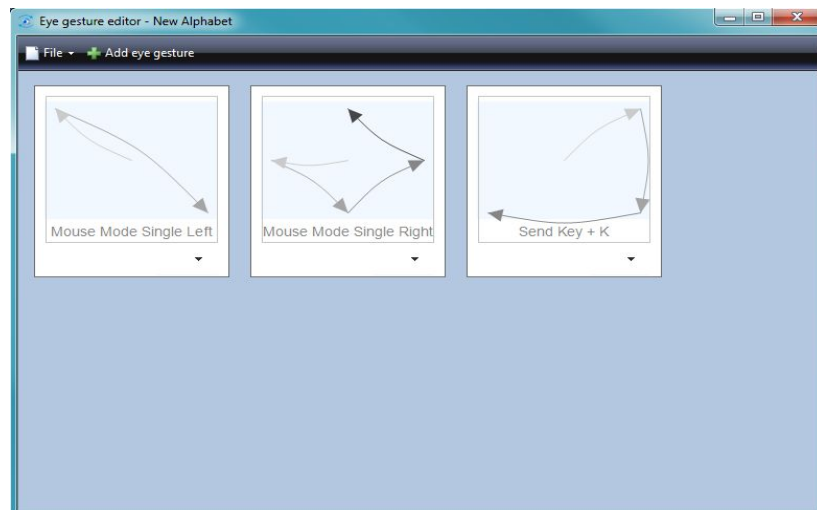 Eye gesture editor - New Alphabet
File Add eye gesture
Mouse Mode Single Left
Mouse Mode Single Right
Send Key + K